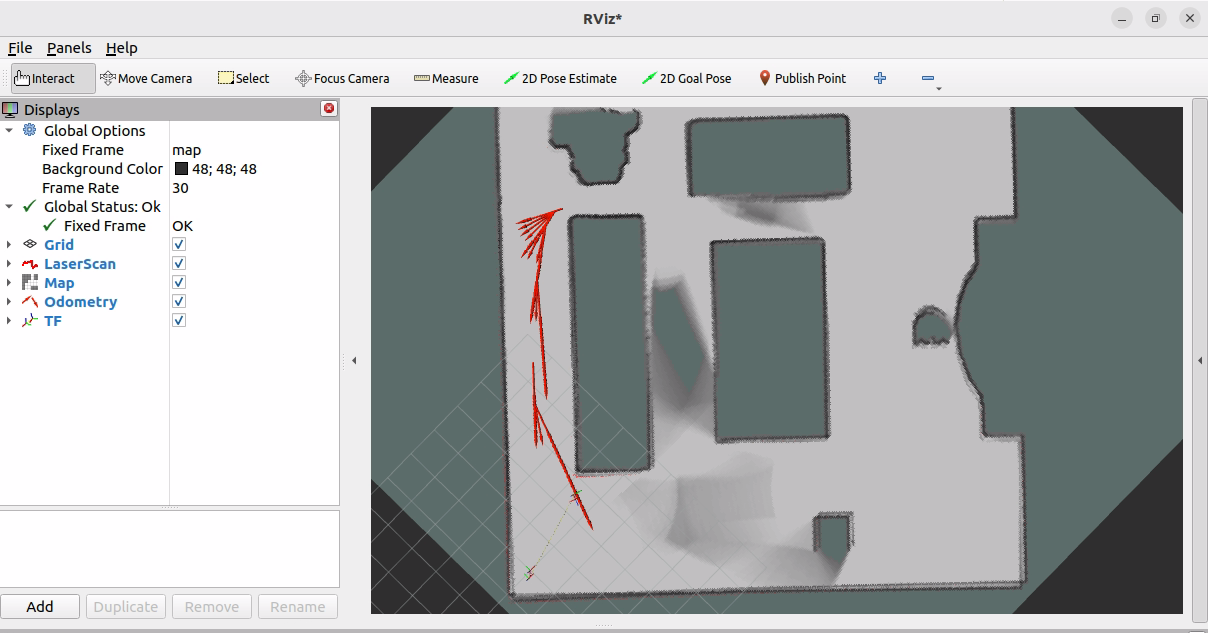 RViz*
File Panels Help
Interact Move Camera Select Focus Camera Measure 2D Pose Estimate 2D Goal Pose Publish Point
Displays
Global Options
Fixed Frame map
Background Color 48; 48; 48
Frame Rate 30
Global Status: Ok
Fixed Frame OK
Grid
LaserScan
Map
Odometry
TF
Add Duplicate Remove Rename